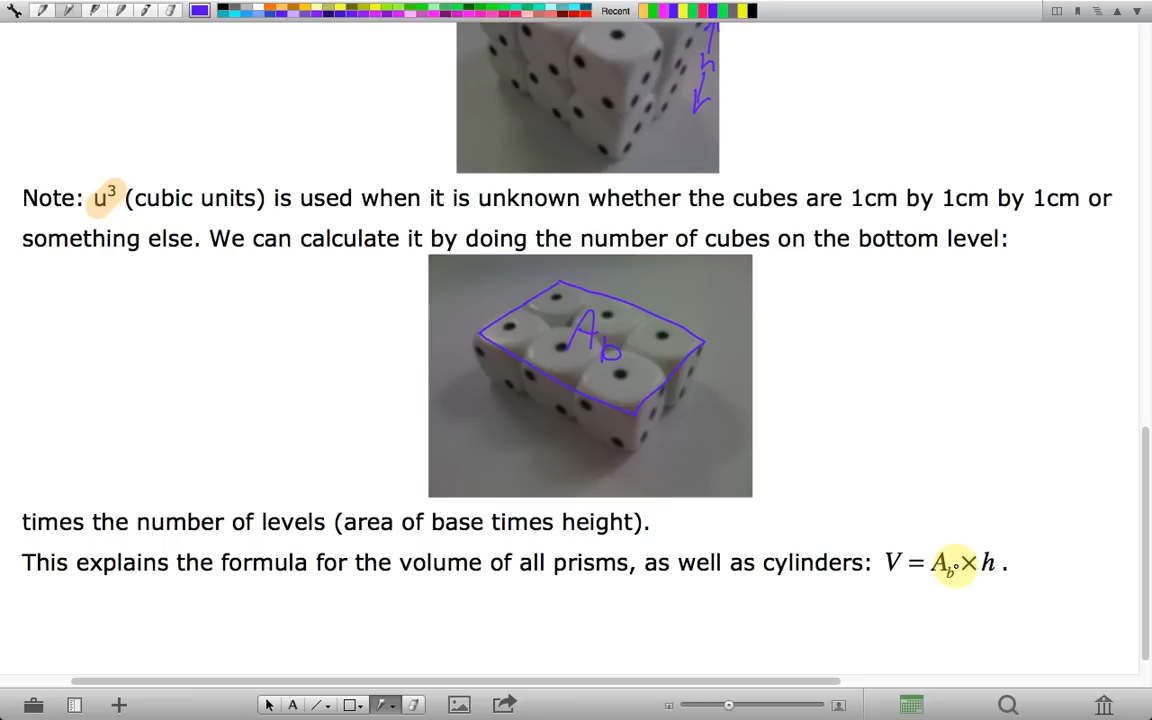 Recent
h
Note: u³ (cubic units) is used when it is unknown whether the cubes are 1cm by 1cm by 1cm or
something else. We can calculate it by doing the number of cubes on the bottom level:
A_b
times the number of levels (area of base times height).
This explains the formula for the volume of all prisms, as well as cylinders: V = A_b × h .
A